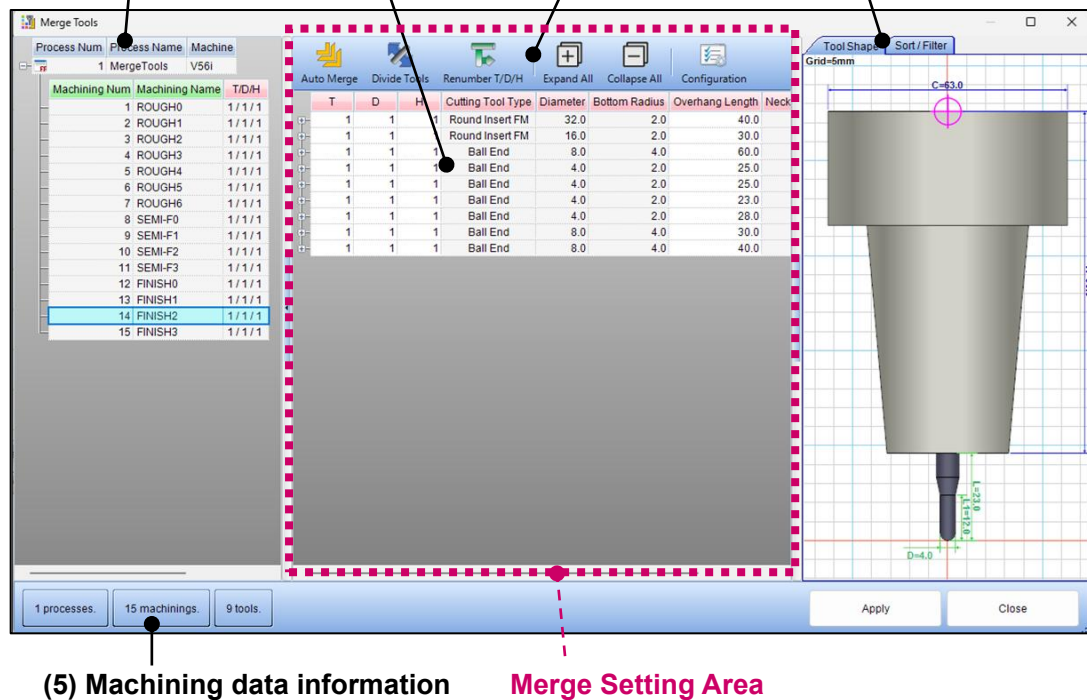 Merge Tools
Process Num Process Name Machine
1 MergeTools V56i
Machining Num Machining Name T/D/H
1 ROUGH0 1/1/1
2 ROUGH1 1/1/1
3 ROUGH2 1/1/1
4 ROUGH3 1/1/1
5 ROUGH4 1/1/1
6 ROUGH5 1/1/1
7 ROUGH6 1/1/1
8 SEMI-F0 1/1/1
9 SEMI-F1 1/1/1
10 SEMI-F2 1/1/1
11 SEMI-F3 1/1/1
12 FINISH0 1/1/1
13 FINISH1 1/1/1
14 FINISH2 1/1/1
15 FINISH3 1/1/1
Auto Merge Divide Tools Renumber T/D/H Expand All Collapse All Configuration
T D H Cutting Tool Type Diameter Bottom Radius Overhang Length Neck
1 1 1 Round Insert FM 32.0 2.0 40.0
1 1 1 Round Insert FM 16.0 2.0 30.0
1 1 1 Ball End 8.0 4.0 60.0
1 1 1 Ball End 4.0 2.0 25.0
1 1 1 Ball End 4.0 2.0 25.0
1 1 1 Ball End 4.0 2.0 23.0
1 1 1 Ball End 4.0 2.0 28.0
1 1 1 Ball End 8.0 4.0 30.0
1 1 1 Ball End 8.0 4.0 40.0
Tool Shape Sort / Filter
Grid=5mm
C=63.0
L=23.0
L1=12.0
D=4.0
1 processes. 15 machinings. 9 tools.
Apply Close
(5) Machining data information
Merge Setting Area